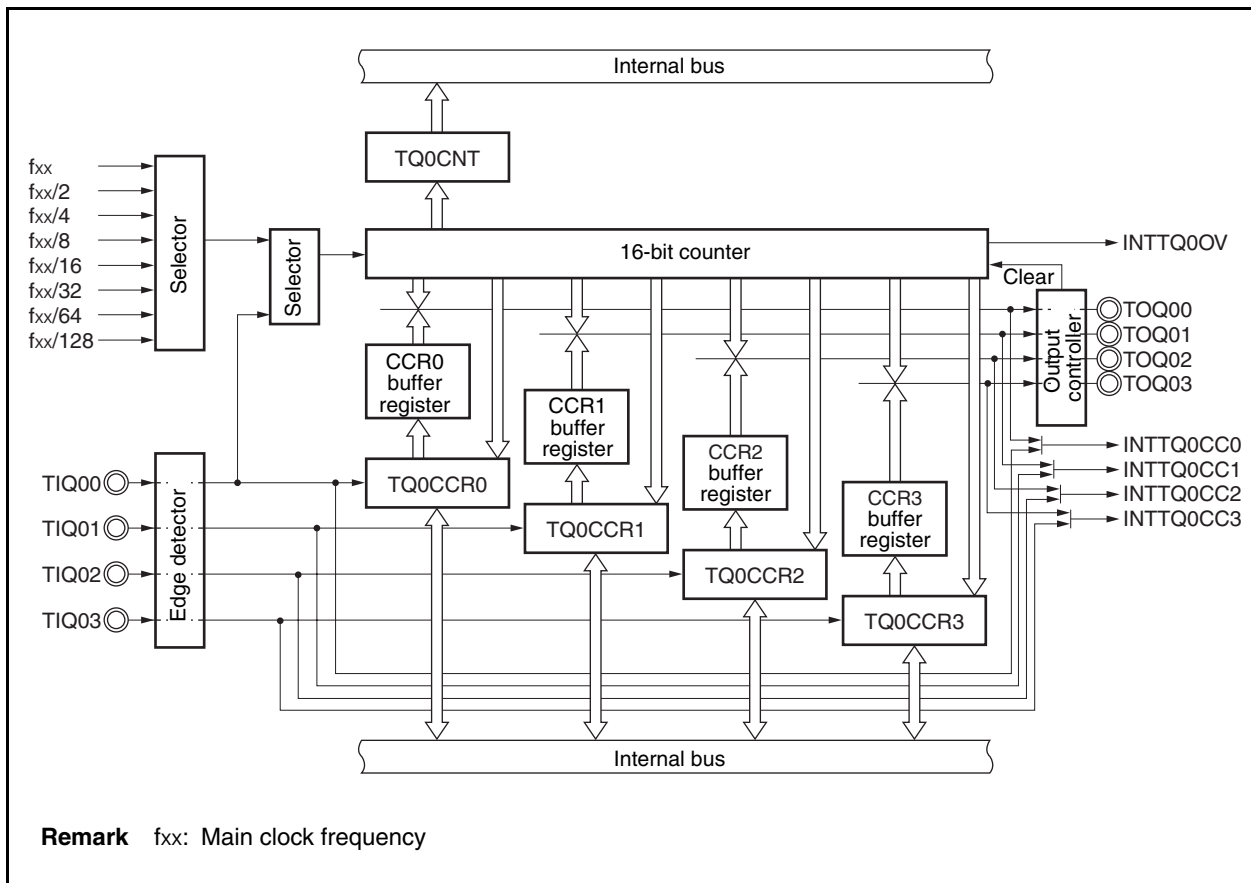 Internal bus
TQ0CNT
fxx
fxx/2
fxx/4
fxx/8
fxx/16
fxx/32
fxx/64
fxx/128
Selector
Selector
16-bit counter
INTTQ0OV
Clear
Output
controller
TOQ00
TOQ01
TOQ02
TOQ03
CCR0
buffer
register
CCR1
buffer
register
CCR2
buffer
register
CCR3
buffer
register
INTTQ0CC0
INTTQ0CC1
INTTQ0CC2
INTTQ0CC3
TIQ00
TIQ01
TIQ02
TIQ03
Edge detector
TQ0CCR0
TQ0CCR1
TQ0CCR2
TQ0CCR3
Internal bus
Remark fxx: Main clock frequency